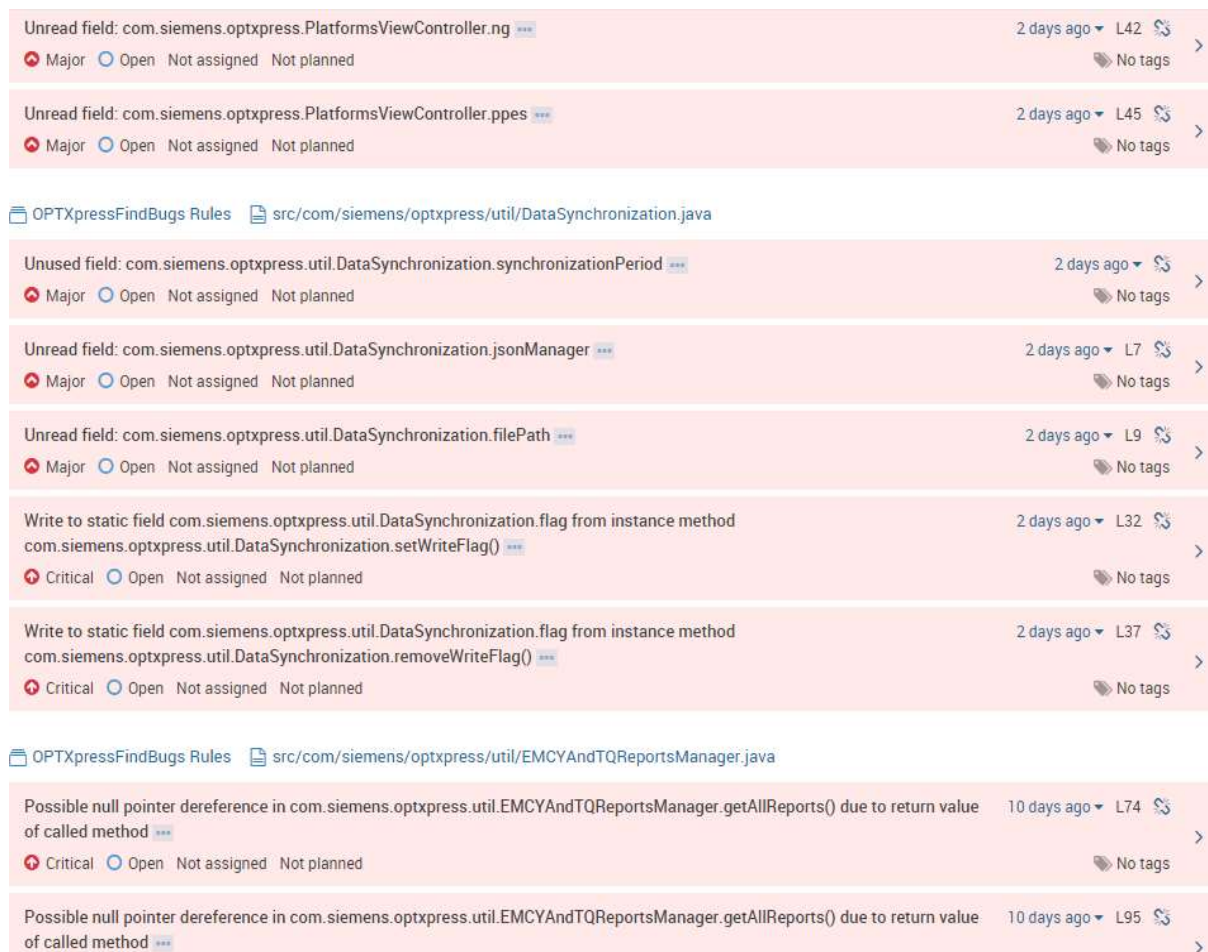 Unread field: com.siemens.optxpress.PlatformsViewController.ng 2 days ago L42
Major Open Not assigned Not planned No tags
Unread field: com.siemens.optxpress.PlatformsViewController.ppes 2 days ago L45
Major Open Not assigned Not planned No tags
OPTXpressFindBugs Rules src/com/siemens/optxpress/util/DataSynchronization.java
Unused field: com.siemens.optxpress.util.DataSynchronization.synchronizationPeriod 2 days ago
Major Open Not assigned Not planned No tags
Unread field: com.siemens.optxpress.util.DataSynchronization.jsonManager 2 days ago L7
Major Open Not assigned Not planned No tags
Unread field: com.siemens.optxpress.util.DataSynchronization.filePath 2 days ago L9
Major Open Not assigned Not planned No tags
Write to static field com.siemens.optxpress.util.DataSynchronization.flag from instance method 2 days ago L32
com.siemens.optxpress.util.DataSynchronization.setWriteFlag()
Critical Open Not assigned Not planned No tags
Write to static field com.siemens.optxpress.util.DataSynchronization.flag from instance method 2 days ago L37
com.siemens.optxpress.util.DataSynchronization.removeWriteFlag()
Critical Open Not assigned Not planned No tags
OPTXpressFindBugs Rules src/com/siemens/optxpress/util/EMCYAndTQReportsManager.java
Possible null pointer dereference in com.siemens.optxpress.util.EMCYAndTQReportsManager.getAllReports() due to return value 10 days ago L74
of called method
Critical Open Not assigned Not planned No tags
Possible null pointer dereference in com.siemens.optxpress.util.EMCYAndTQReportsManager.getAllReports() due to return value 10 days ago L95
of called method